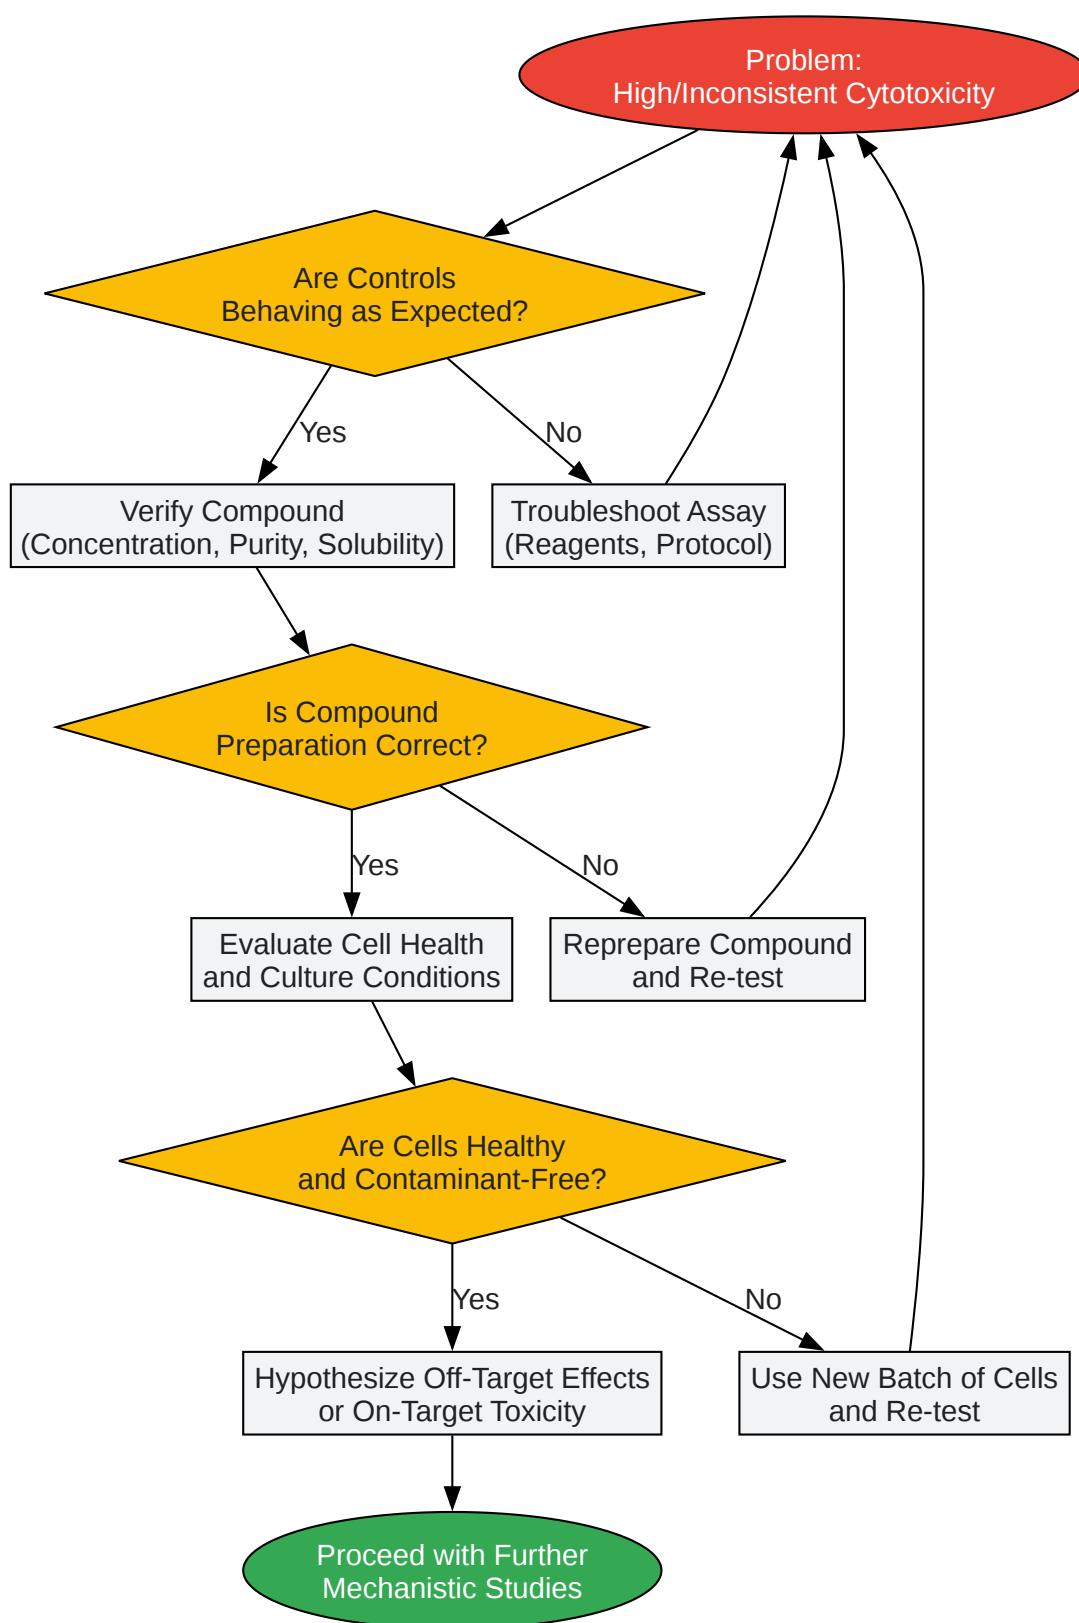 Problem:
High/Inconsistent Cytotoxicity
Are Controls
Behaving as Expected?
Yes
No
Verify Compound
(Concentration, Purity, Solubility)
Troubleshoot Assay
(Reagents, Protocol)
Is Compound
Preparation Correct?
Yes
No
Evaluate Cell Health
and Culture Conditions
Reprepare Compound
and Re-test
Are Cells Healthy
and Contaminant-Free?
Yes
No
Hypothesize Off-Target Effects
or On-Target Toxicity
Use New Batch of Cells
and Re-test
Proceed with Further
Mechanistic Studies